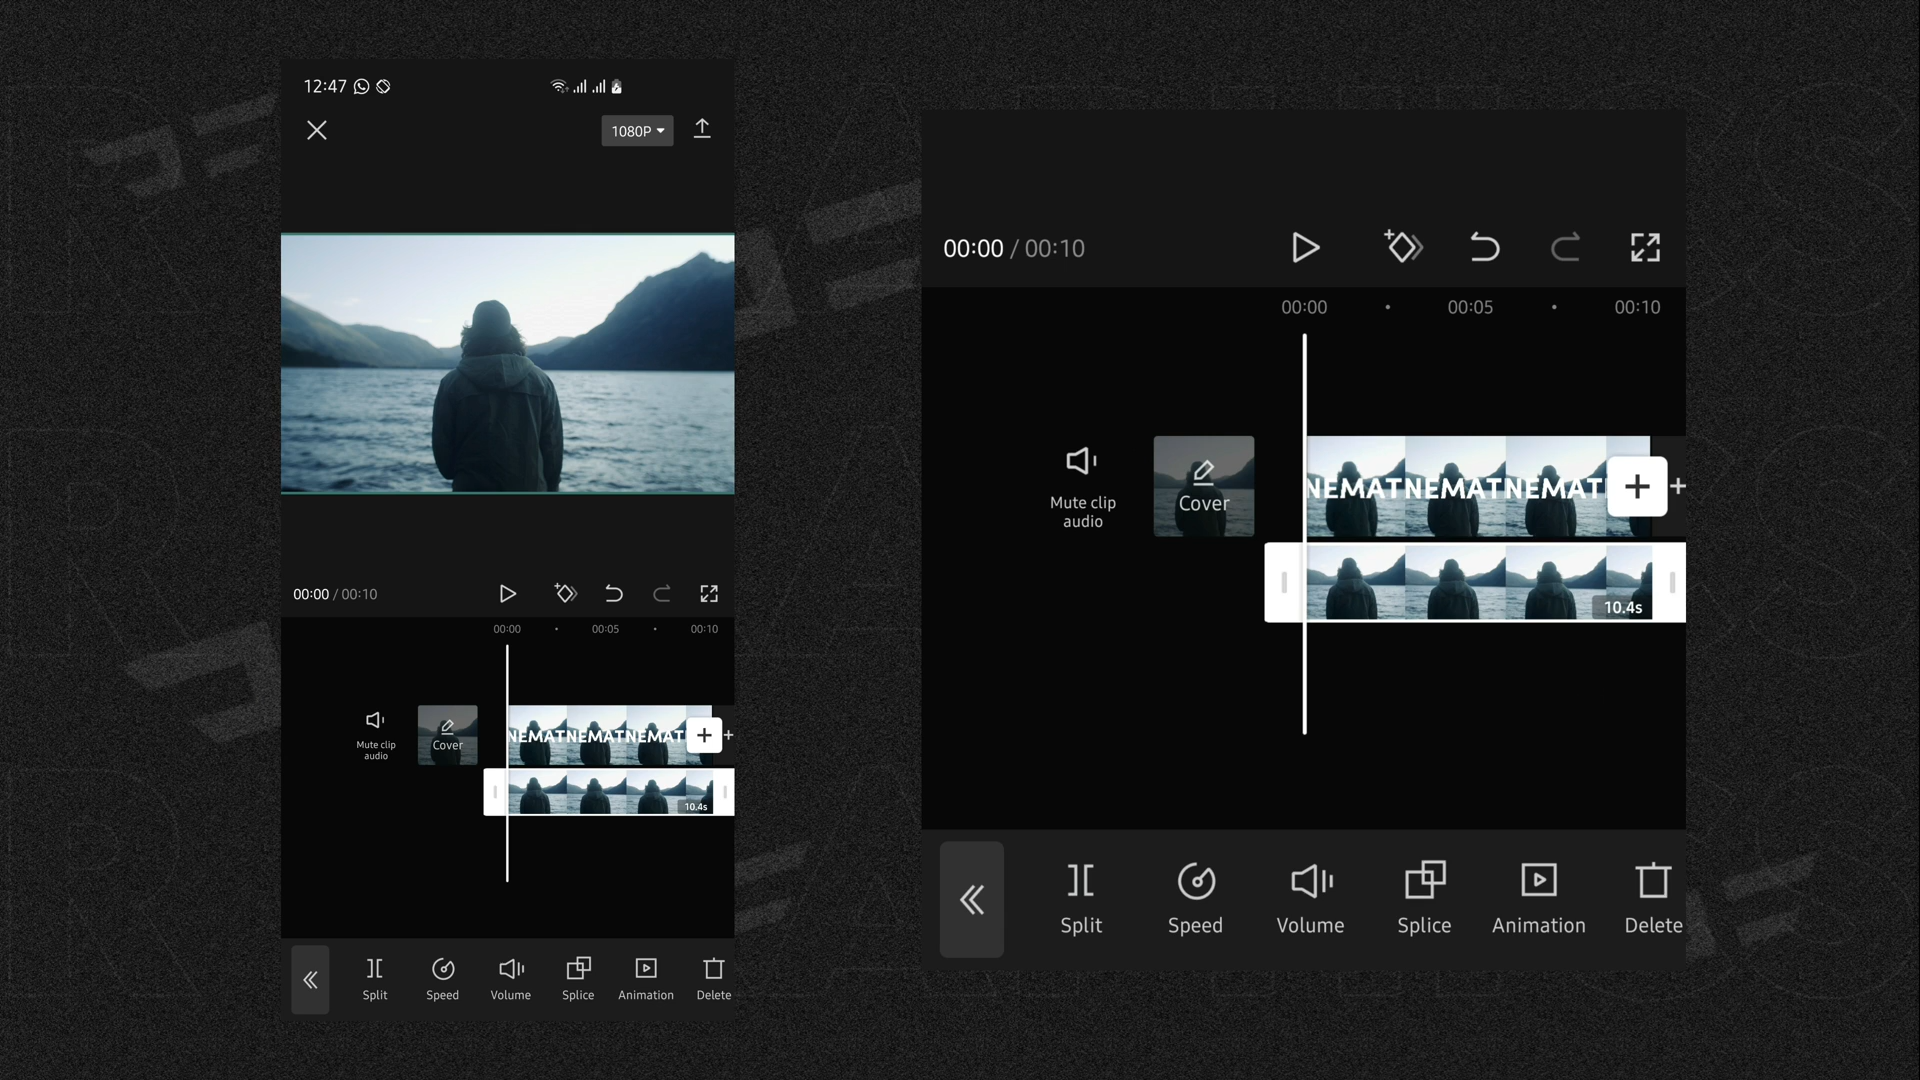 12:47
1080P
00:00 / 00:10
00:00 00:05 00:10
Mute clip
audio
Cover
NEMATNEMATNEMAT
10.4s
Split Speed Volume Splice Animation Delete
00:00 / 00:10
00:00 00:05 00:10
Mute clip
audio
Cover
NEMATNEMATNEMATI
10.4s
Split Speed Volume Splice Animation Delete